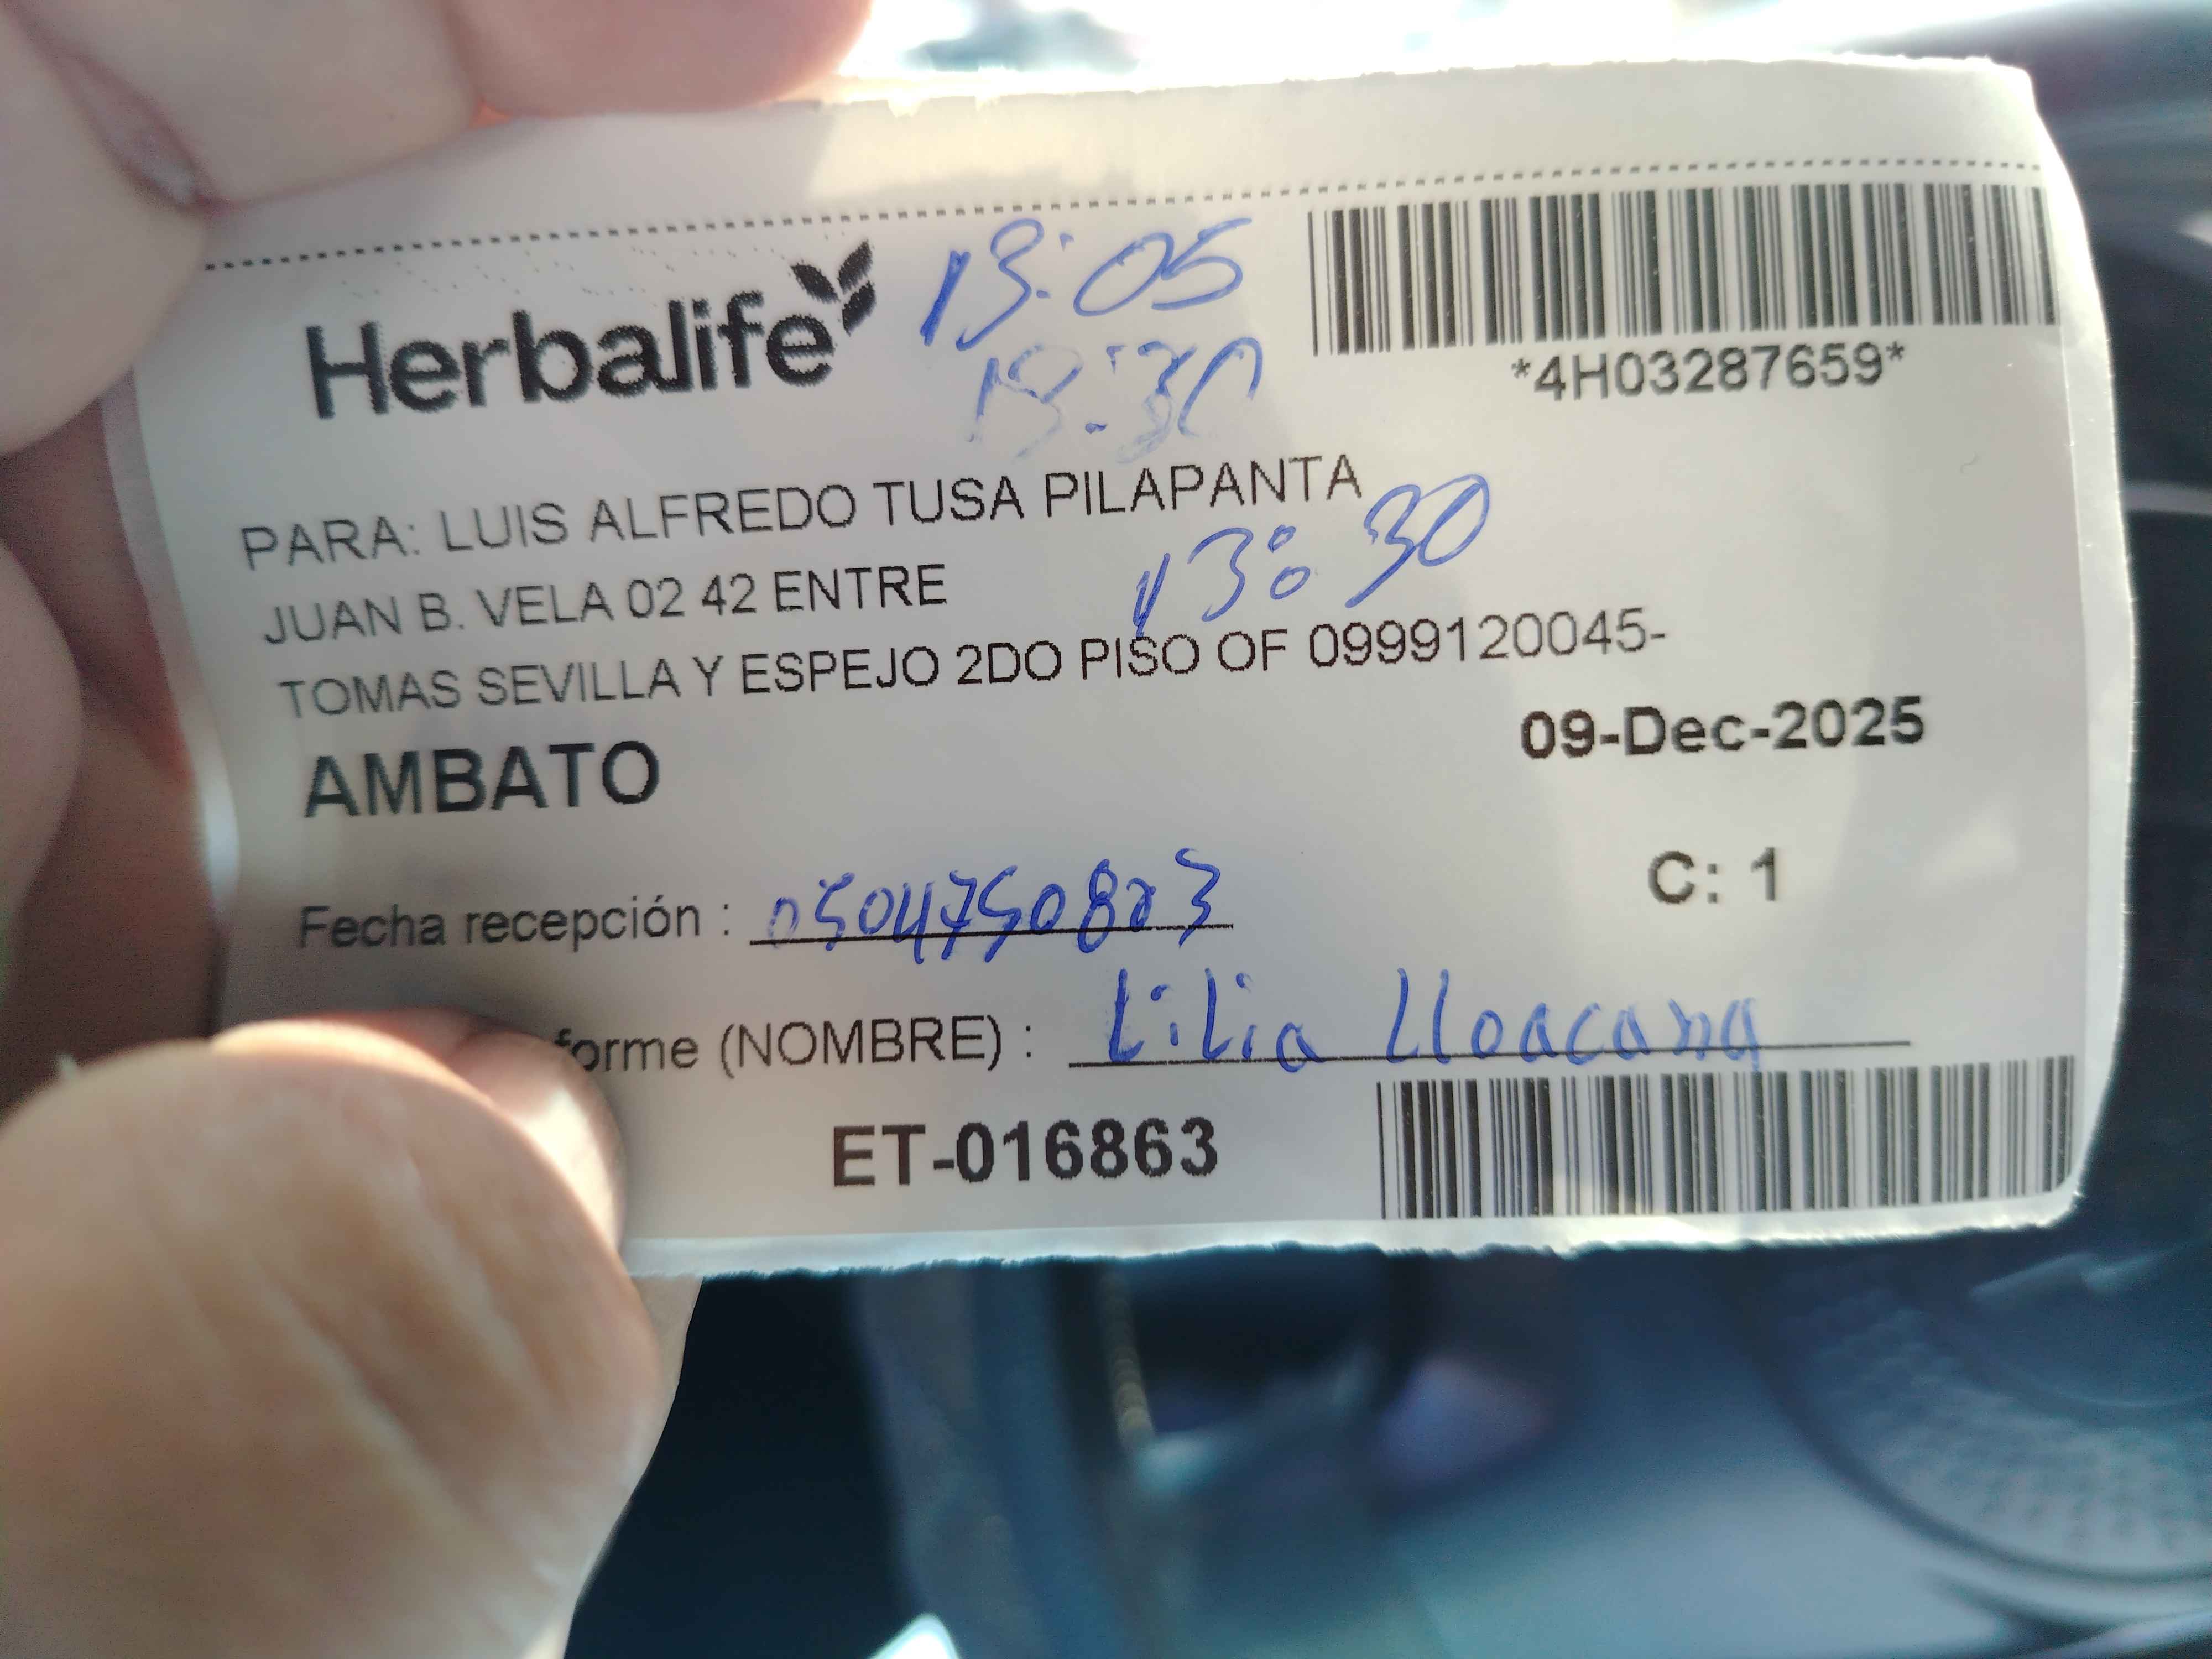 Herbalife
13:05
13:30
*4H03287659*
PARA: LUIS ALFREDO TUSA PILAPANTA
13:30
JUAN B. VELA 02 42 ENTRE
TOMAS SEVILLA Y ESPEJO 2DO PISO OF 0999120045-
AMBATO
09-Dec-2025
C: 1
Fecha recepción : 0504750803
forme (NOMBRE) : Lilia Lloacana
ET-016863